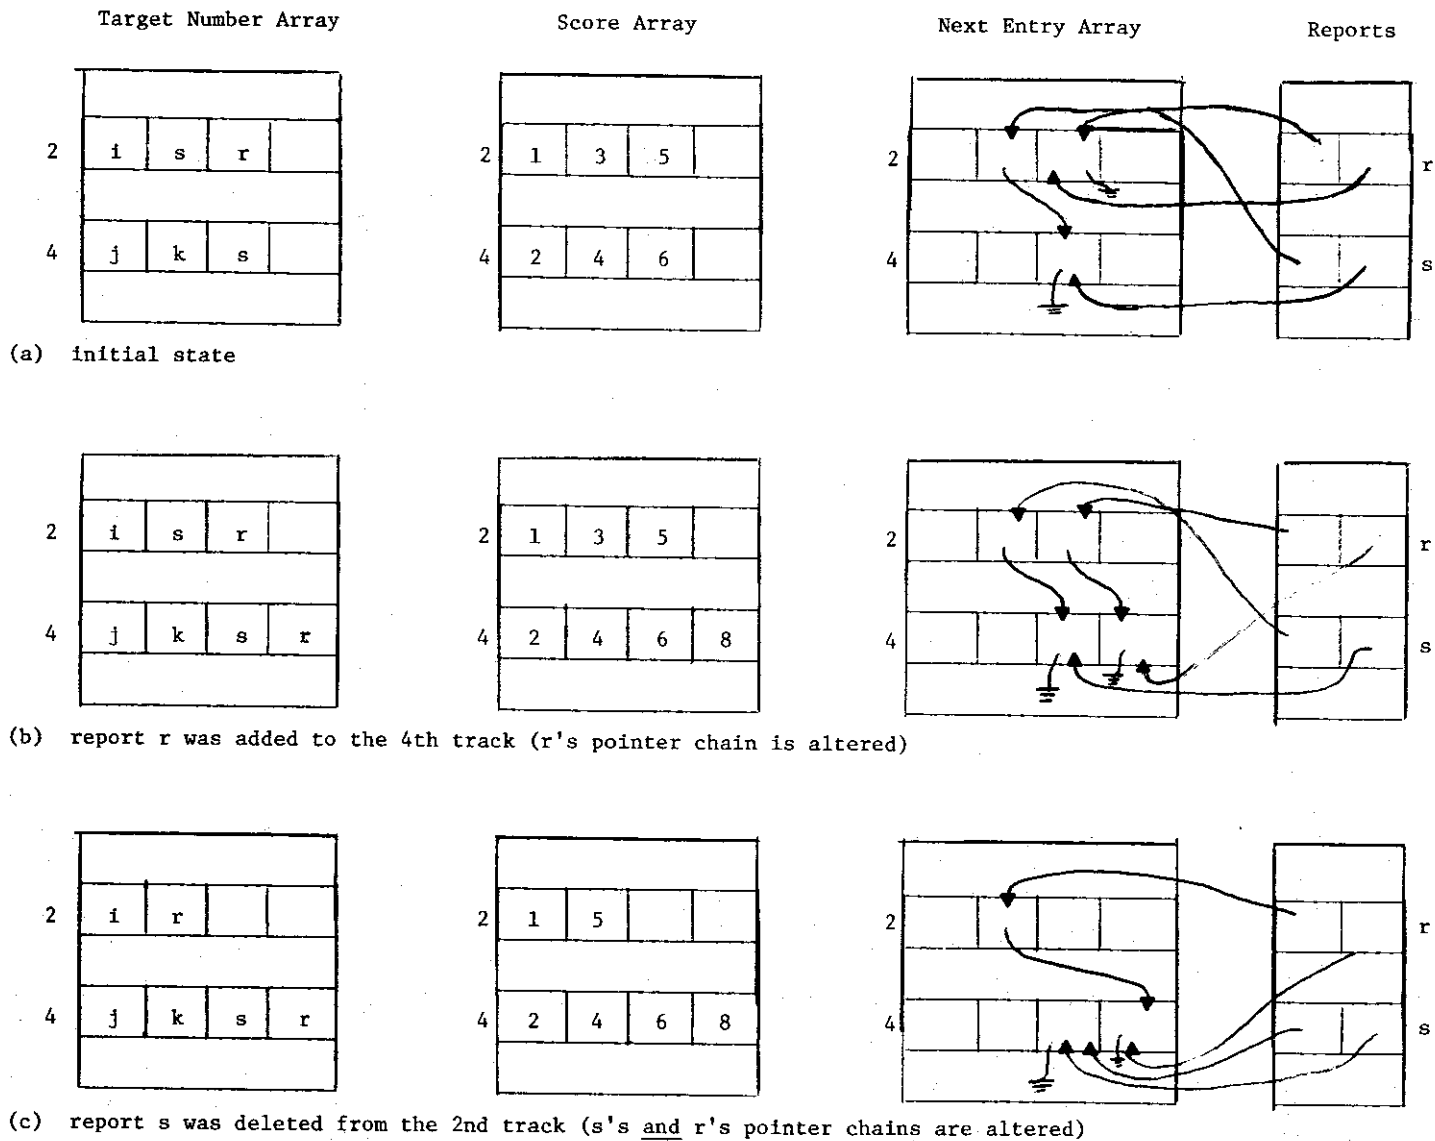 Target Number Array Score Array Next Entry Array Reports
2 i s r 2 1 3 5 2 r
4 j k s 4 2 4 6 4 s
(a) initial state
2 i s r 2 1 3 5 2 r
4 j k s r 4 2 4 6 8 4 s
(b) report r was added to the 4th track (r's pointer chain is altered)
2 i r 2 1 5 2 r
4 j k s r 4 2 4 6 8 4 s
(c) report s was deleted from the 2nd track (s's and r's pointer chains are altered)